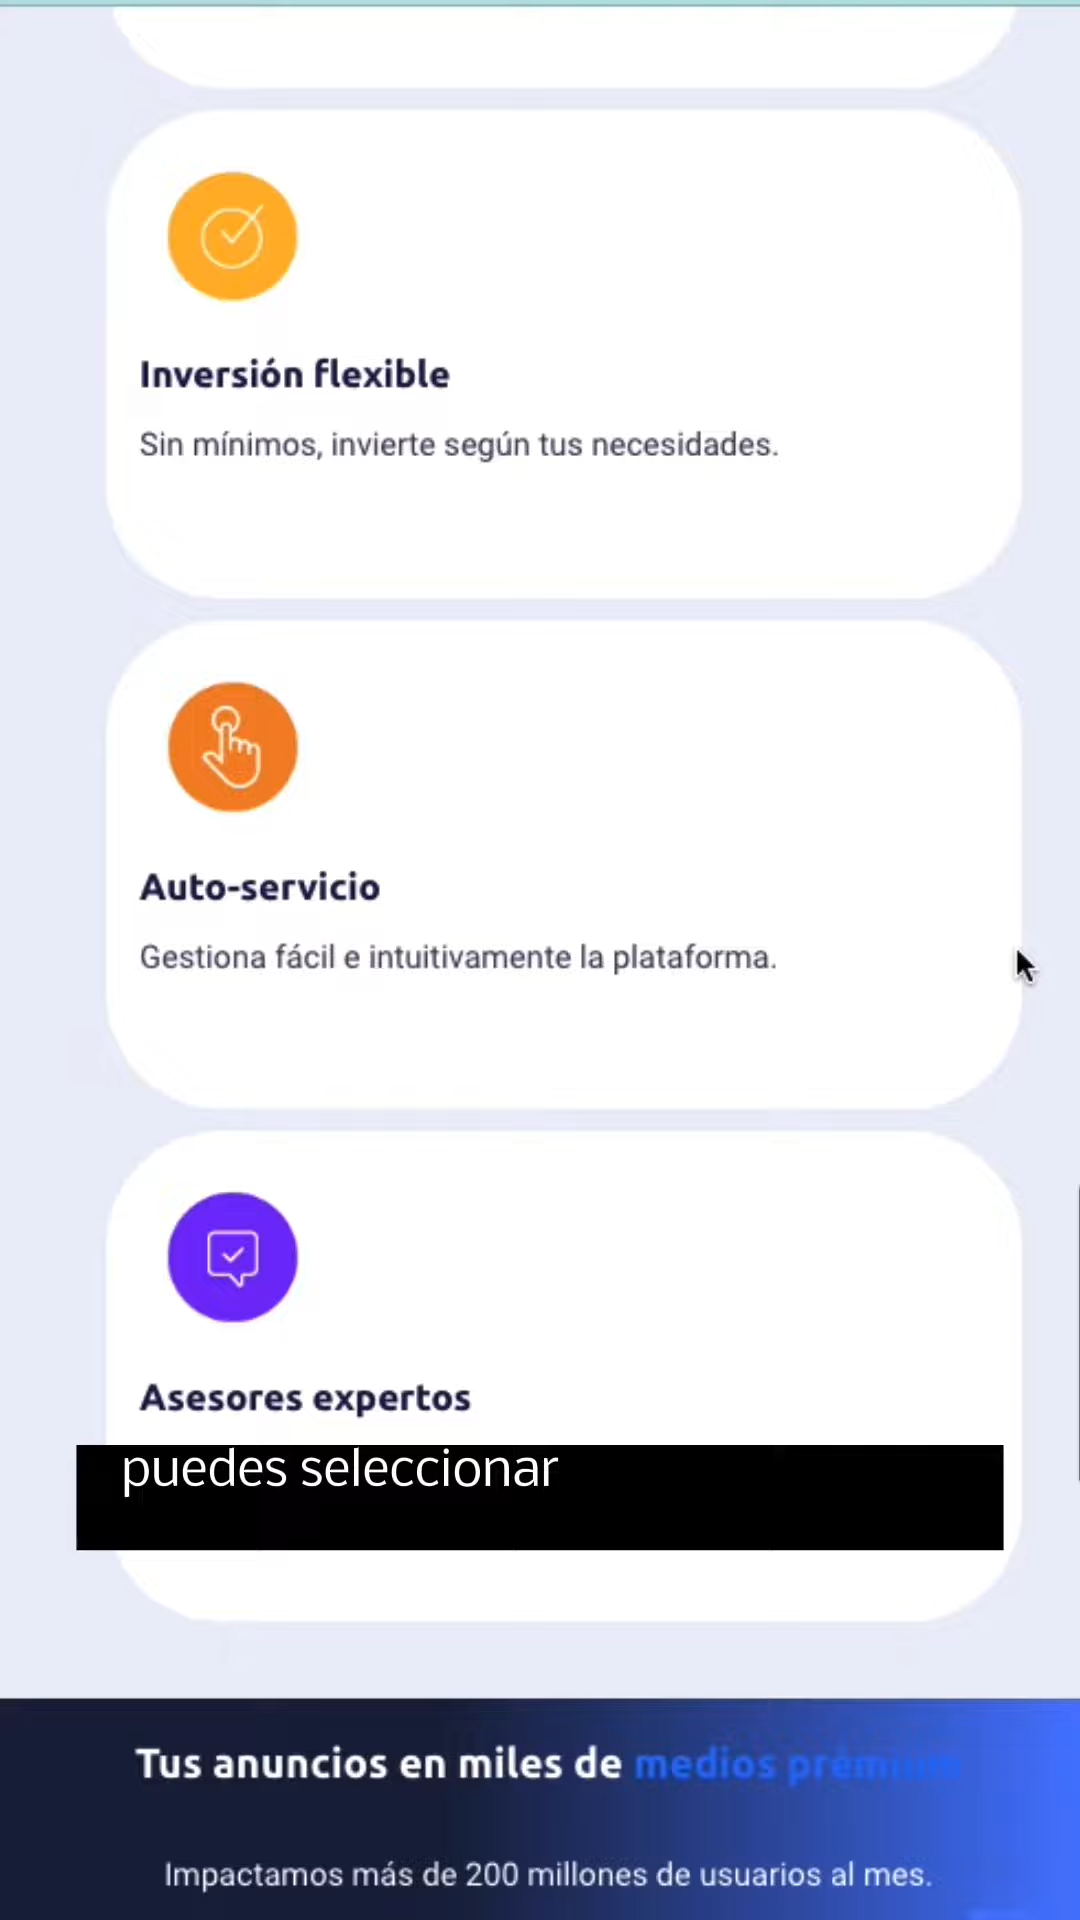 Inversión flexible
Sin mínimos, invierte según tus necesidades.
Auto-servicio
Gestiona fácil e intuitivamente la plataforma.
Asesores expertos
puedes seleccionar
Tus anuncios en miles de medios prémium
Impactamos más de 200 millones de usuarios al mes.